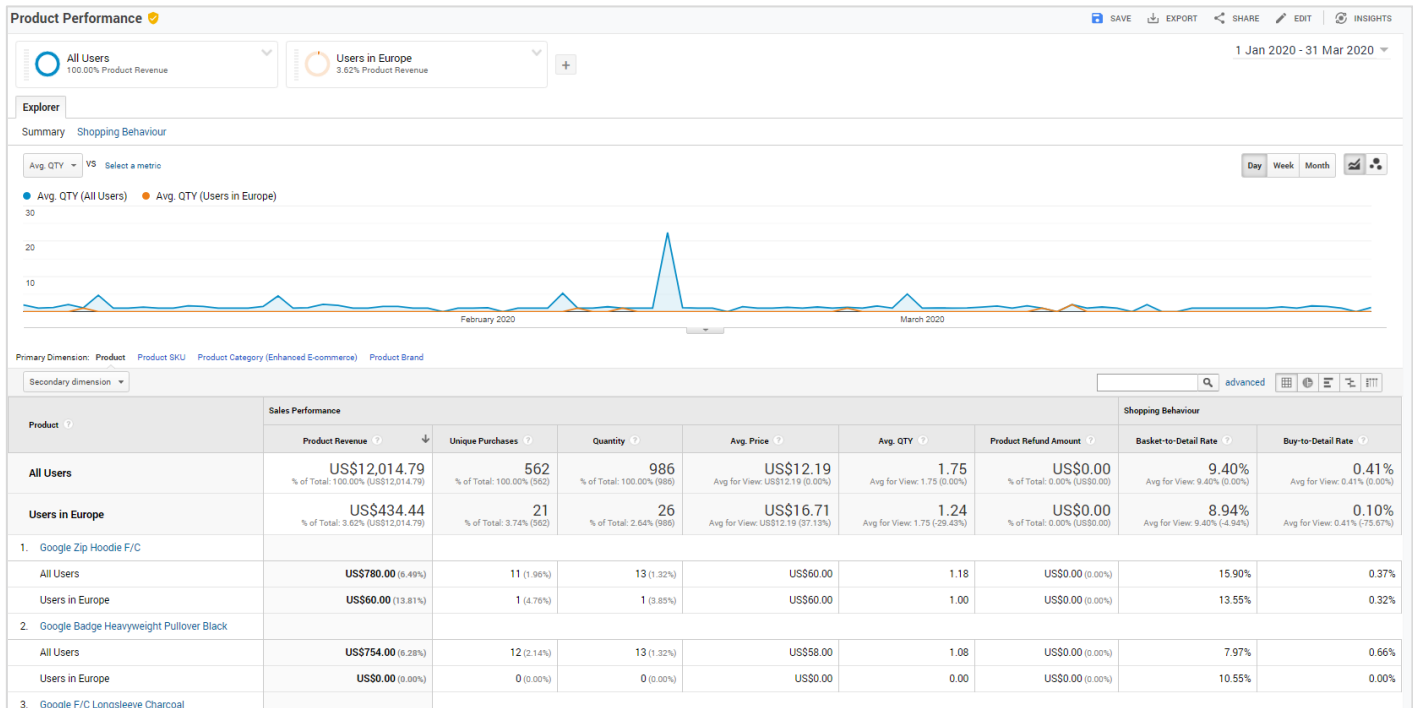 Product Performance
SAVE EXPORT SHARE EDIT INSIGHTS
All Users
100.00% Product Revenue
Users in Europe
3.62% Product Revenue
+
1 Jan 2020 - 31 Mar 2020
Explorer
Summary Shopping Behaviour
Avg. QTY VS Select a metric
Day Week Month
Avg. QTY (All Users) Avg. QTY (Users in Europe)
30
20
10
February 2020 March 2020
Primary Dimension: Product Product SKU Product Category (Enhanced E-commerce) Product Brand
Secondary dimension
advanced
Product ? Sales Performance Shopping Behaviour
Product Revenue ? Unique Purchases ? Quantity ? Avg. Price ? Avg. QTY ? Product Refund Amount ? Basket-to-Detail Rate ? Buy-to-Detail Rate ?
All Users US$12,014.79 562 986 US$12.19 1.75 US$0.00 9.40% 0.41%
% of Total: 100.00% (US$12,014.79) % of Total: 100.00% (562) % of Total: 100.00% (986) Avg for View: US$12.19 (0.00%) Avg for View: 1.75 (0.00%) % of Total: 0.00% (US$0.00) Avg for View: 9.40% (0.00%) Avg for View: 0.41% (0.00%)
Users in Europe US$434.44 21 26 US$16.71 1.24 US$0.00 8.94% 0.10%
% of Total: 3.62% (US$12,014.79) % of Total: 3.74% (562) % of Total: 2.64% (986) Avg for View: US$12.19 (37.13%) Avg for View: 1.75 (-29.43%) % of Total: 0.00% (US$0.00) Avg for View: 9.40% (-4.94%) Avg for View: 0.41% (-75.67%)
1. Google Zip Hoodie F/C
All Users US$780.00 (6.49%) 11 (1.96%) 13 (1.32%) US$60.00 1.18 US$0.00 (0.00%) 15.90% 0.37%
Users in Europe US$60.00 (13.81%) 1 (4.76%) 1 (3.85%) US$60.00 1.00 US$0.00 (0.00%) 13.55% 0.32%
2. Google Badge Heavyweight Pullover Black
All Users US$754.00 (6.28%) 12 (2.14%) 13 (1.32%) US$58.00 1.08 US$0.00 (0.00%) 7.97% 0.66%
Users in Europe US$0.00 (0.00%) 0 (0.00%) 0 (0.00%) US$0.00 0.00 US$0.00 (0.00%) 10.55% 0.00%
3. Google F/C Longsleeve Charcoal